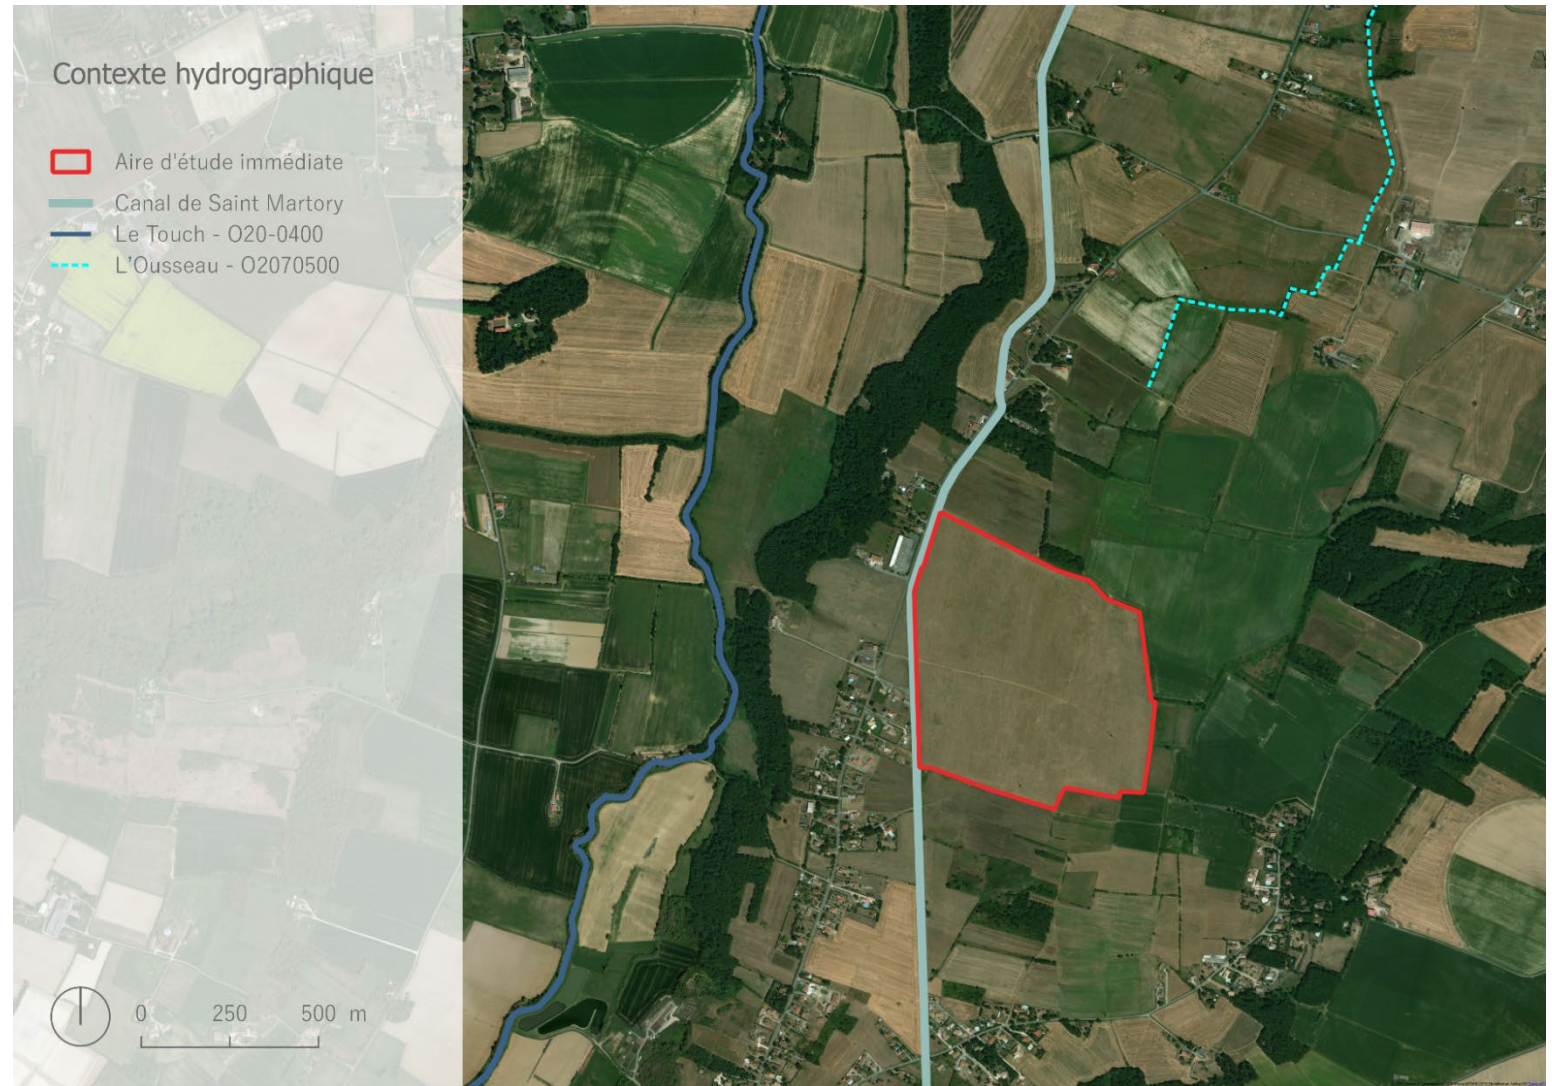 Contexte hydrographique
Aire d'étude immédiate
Canal de Saint Martory
Le Touch - O20-0400
L'Ousseau - O2070500
0 250 500 m